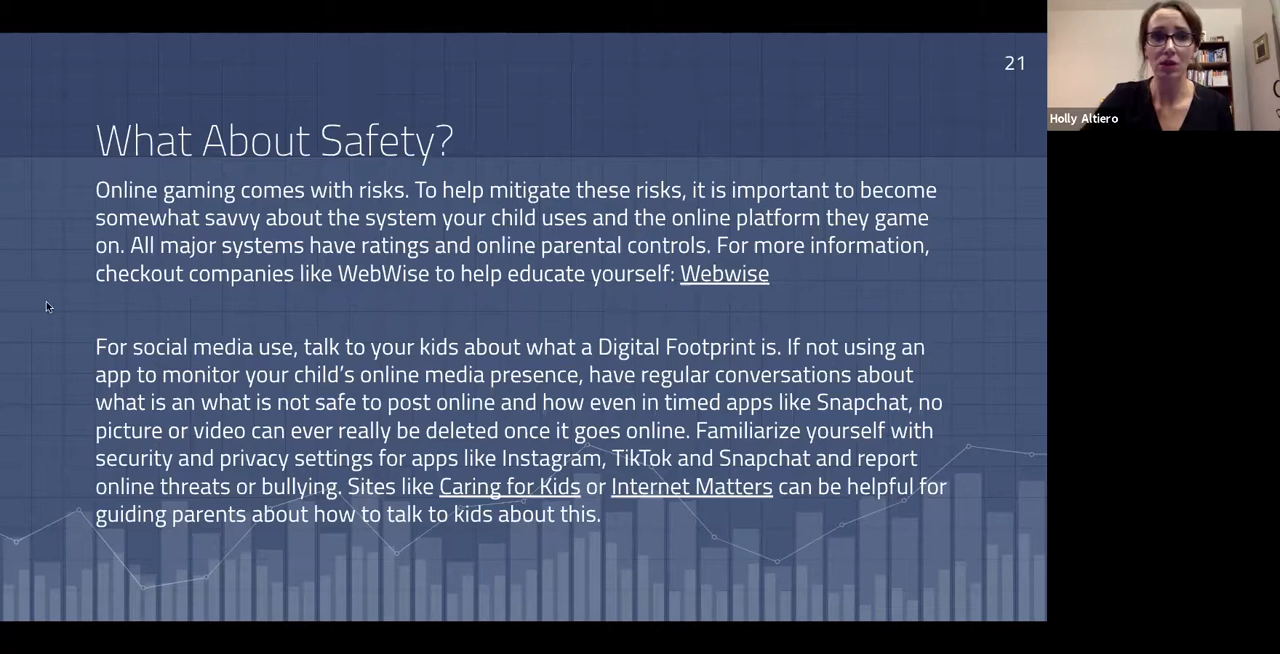 21
What About Safety?
Online gaming comes with risks. To help mitigate these risks, it is important to become
somewhat savvy about the system your child uses and the online platform they game
on. All major systems have ratings and online parental controls. For more information,
checkout companies like WebWise to help educate yourself: Webwise
For social media use, talk to your kids about what a Digital Footprint is. If not using an
app to monitor your child's online media presence, have regular conversations about
what is an what is not safe to post online and how even in timed apps like Snapchat, no
picture or video can ever really be deleted once it goes online. Familiarize yourself with
security and privacy settings for apps like Instagram, TikTok and Snapchat and report
online threats or bullying. Sites like Caring for Kids or Internet Matters can be helpful for
guiding parents about how to talk to kids about this.
Holly Altiero